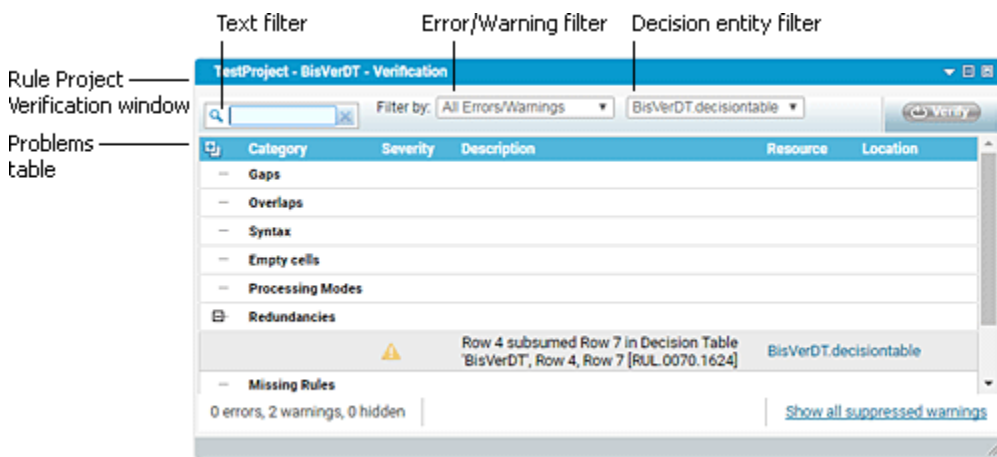 Text filter
Error/Warning filter
Decision entity filter
Rule Project
Verification window
Problems
table
TestProject - BisVerDT - Verification
Filter by:
All Errors/Warnings
BisVerDT.decisiontable
Verify
Category
Severity
Description
Resource
Location
Gaps
Overlaps
Syntax
Empty cells
Processing Modes
Redundancies
Row 4 subsumed Row 7 in Decision Table
'BisVerDT', Row 4, Row 7 [RUL.0070.1624]
BisVerDT.decisiontable
Missing Rules
0 errors, 2 warnings, 0 hidden
Show all suppressed warnings